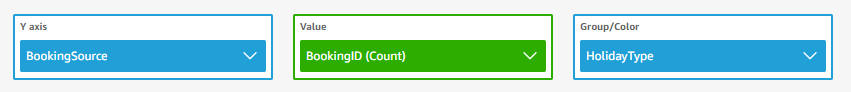 Y axis
BookingSource
Value
BookingID (Count)
Group/Color
HolidayType